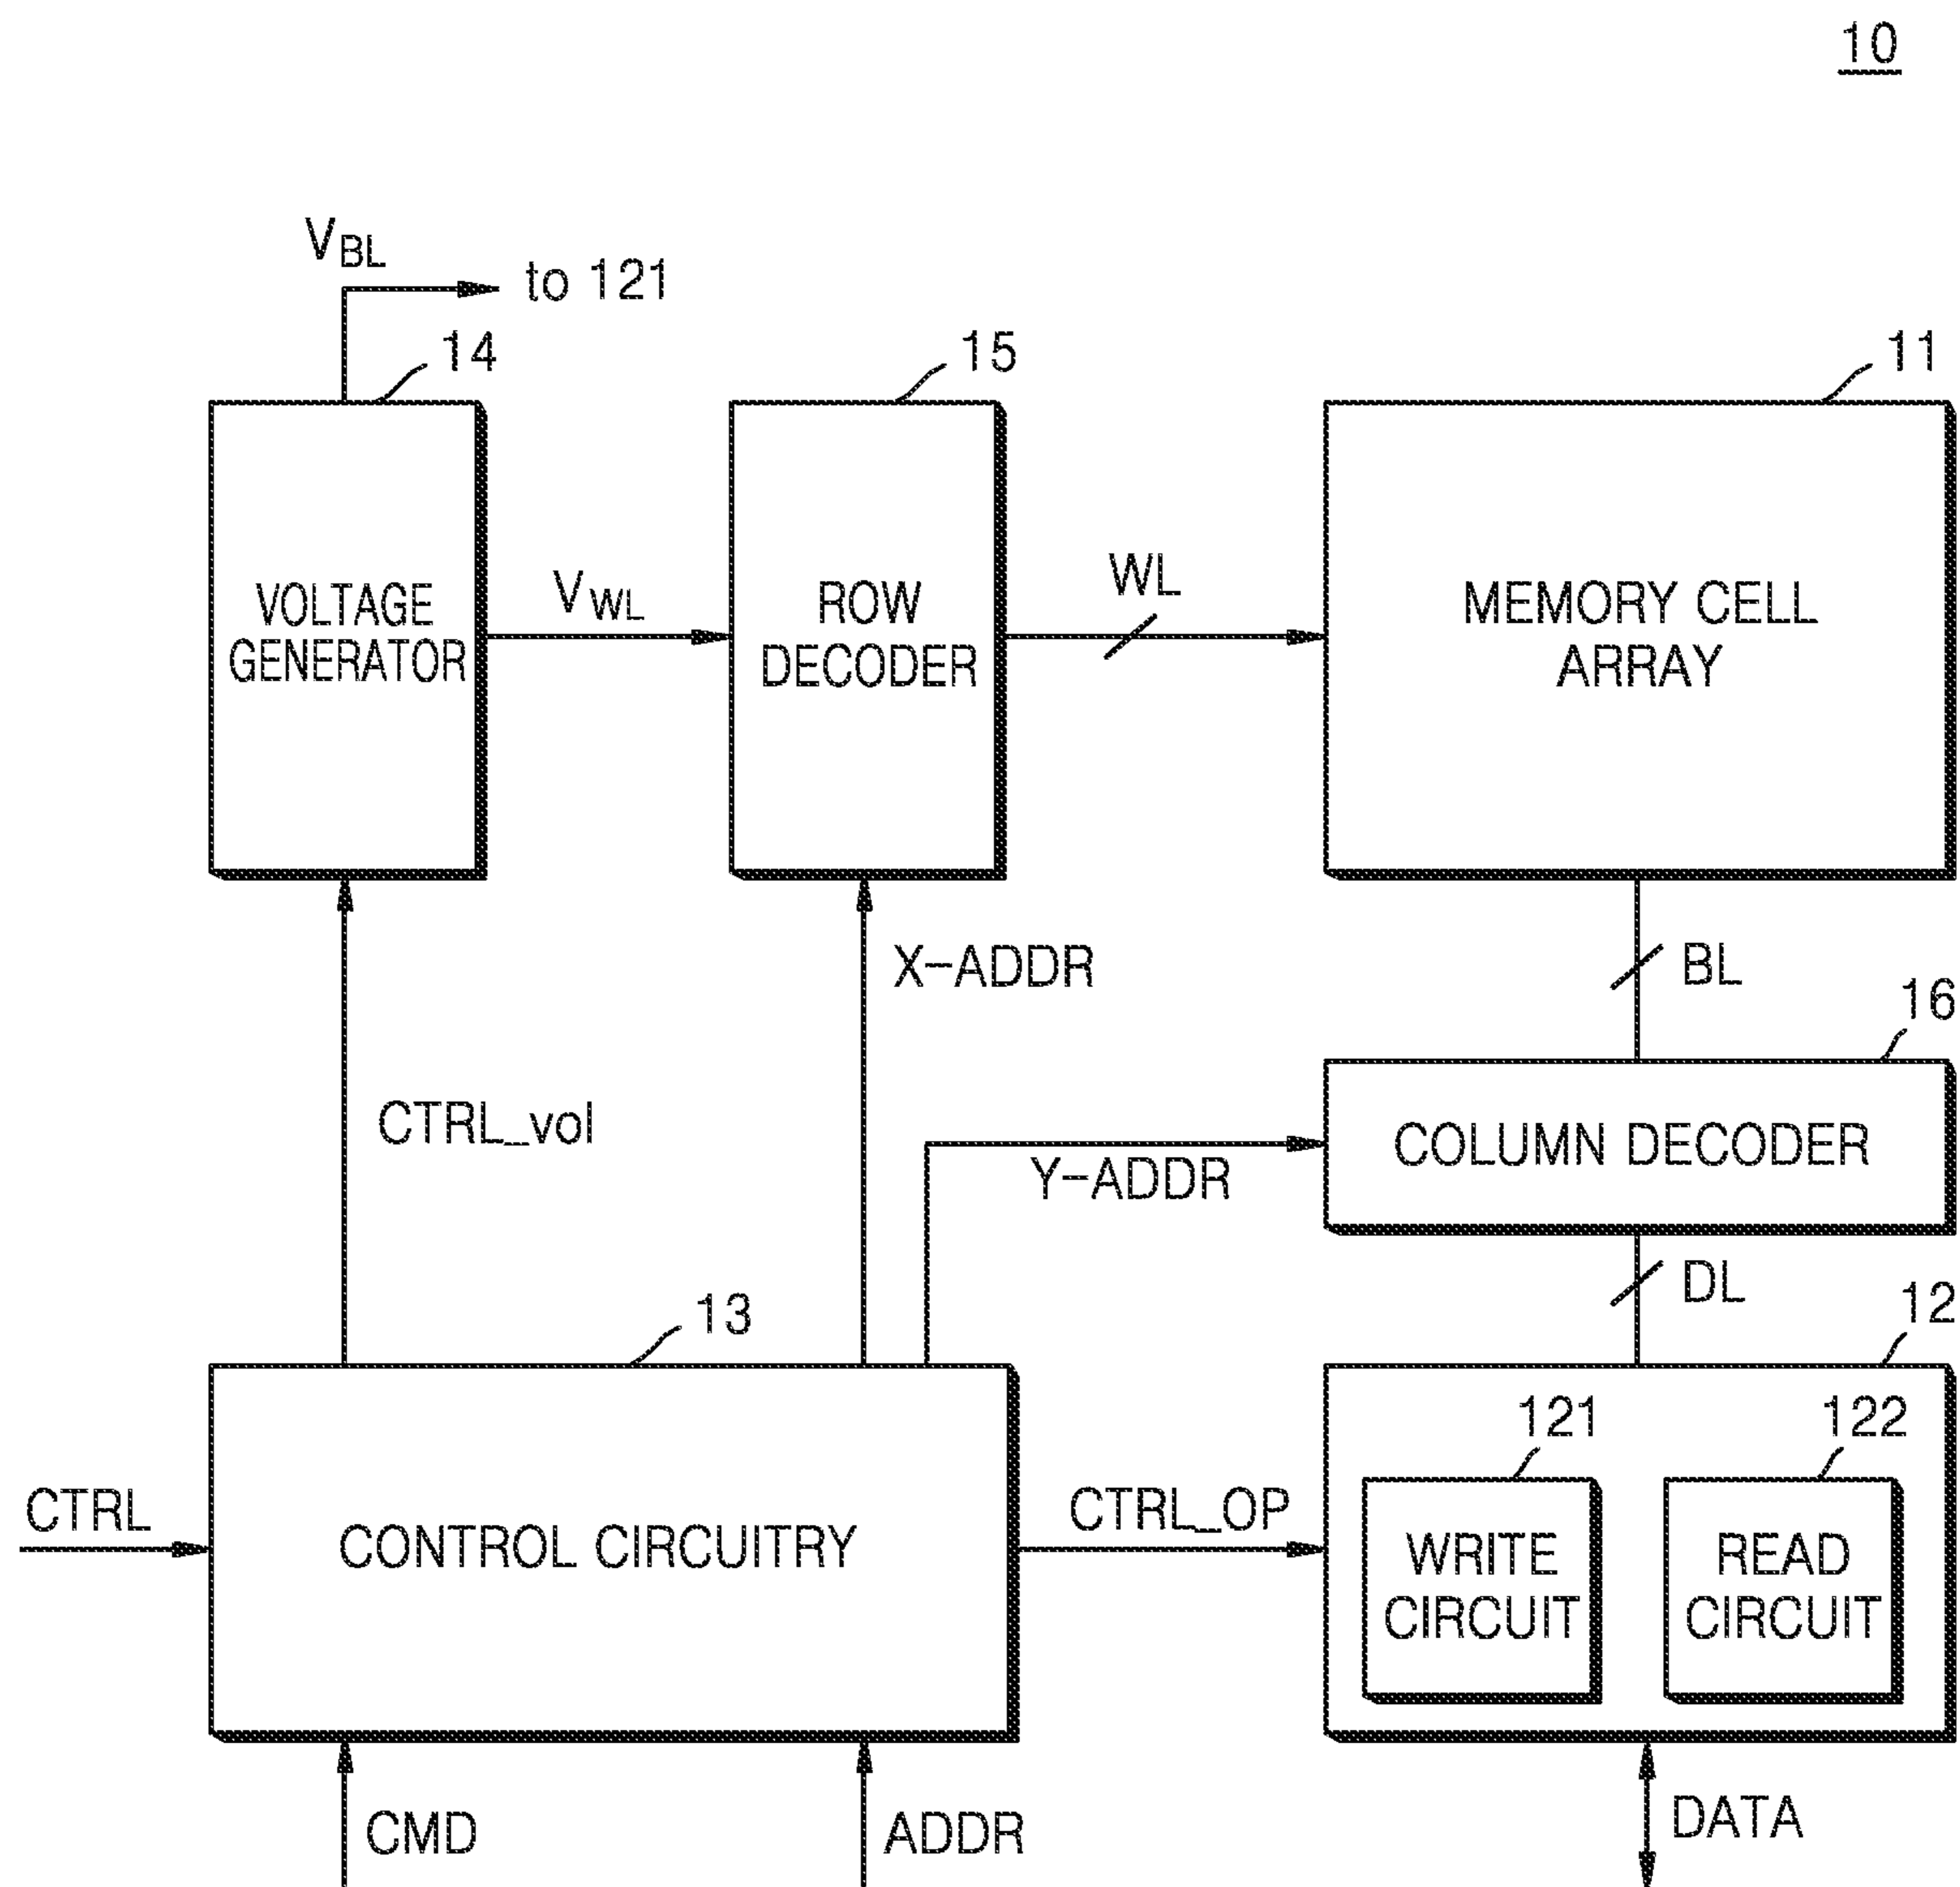 10
VBL
to 121
14
15
11
VOLTAGE
GENERATOR
VWL
ROW
DECODER
WL
MEMORY CELL
ARRAY
X-ADDR
BL
16
CTRL_vol
COLUMN DECODER
Y-ADDR
DL
13
12
121
122
CTRL
CONTROL CIRCUITRY
CTRL_OP
WRITE
CIRCUIT
READ
CIRCUIT
CMD
ADDR
DATA